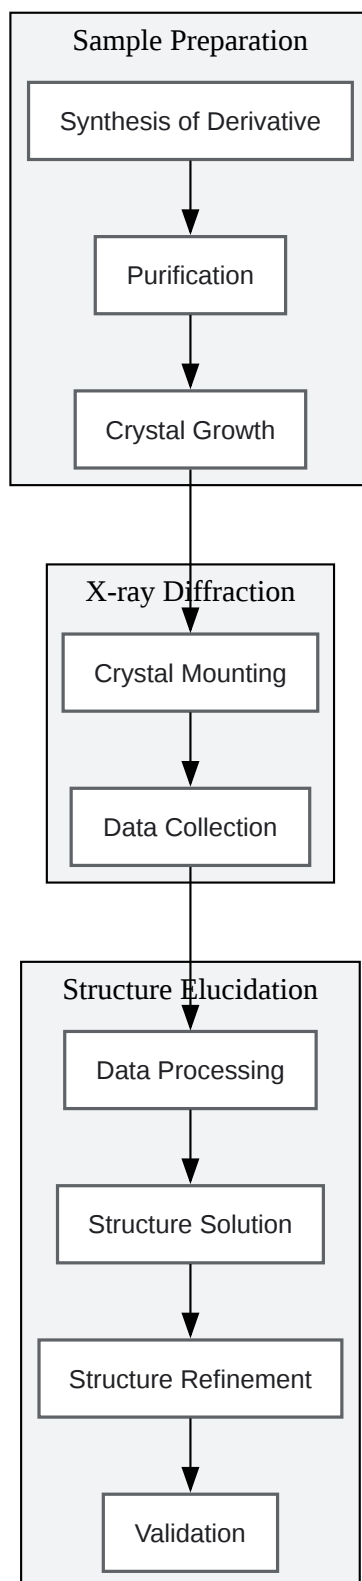 Sample Preparation
Synthesis of Derivative
Purification
Crystal Growth
X-ray Diffraction
Crystal Mounting
Data Collection
Structure Elucidation
Data Processing
Structure Solution
Structure Refinement
Validation